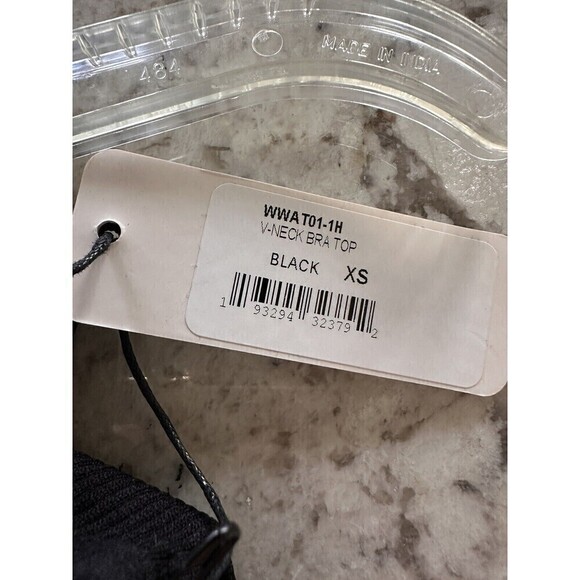 484
MADE IN INDIA
WWAT01-1H
V-NECK BRA TOP
BLACK XS
1 93294 32379 2